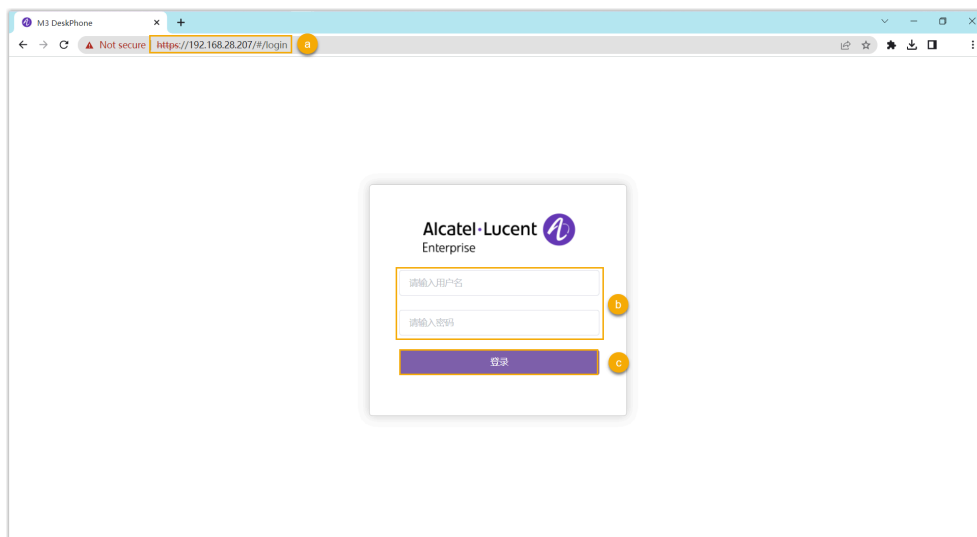 M3 DeskPhone
Not secure https://192.168.28.207/#/login a
Alcatel·Lucent
Enterprise
请输入用户名
b
请输入密码
登录 c